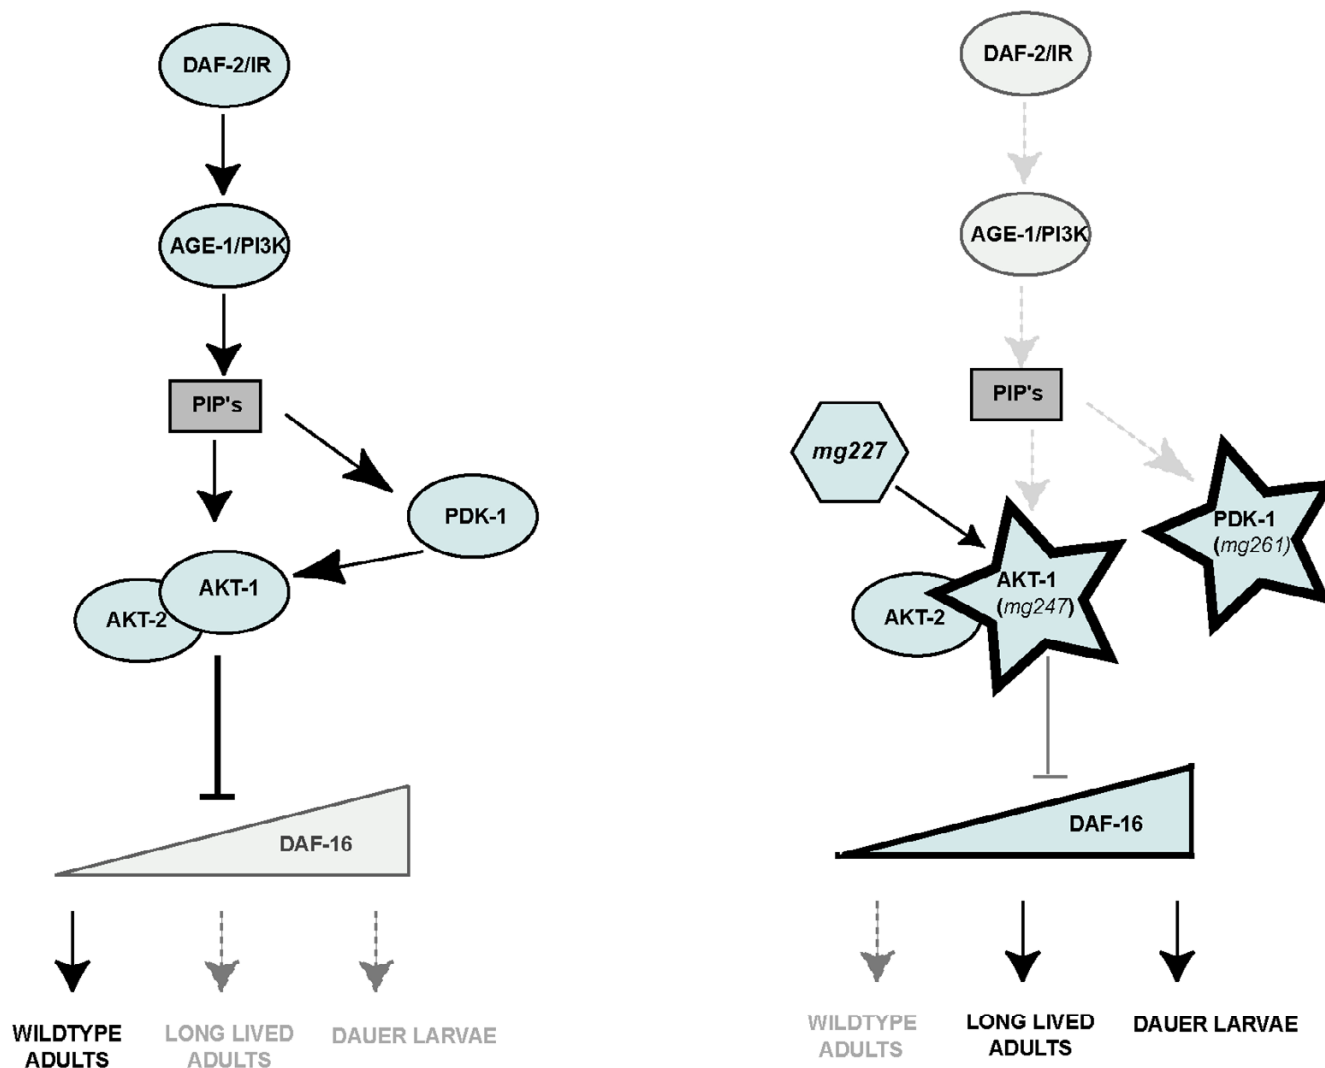 DAF-2/IR
AGE-1/PI3K
PIP's
PDK-1
AKT-1
AKT-2
DAF-16
WILDTYPE
ADULTS
LONG LIVED
ADULTS
DAUER LARVAE
DAF-2/IR
AGE-1/PI3K
PIP's
mg227
PDK-1
(mg261)
AKT-1
(mg247)
AKT-2
DAF-16
WILDTYPE
ADULTS
LONG LIVED
ADULTS
DAUER LARVAE